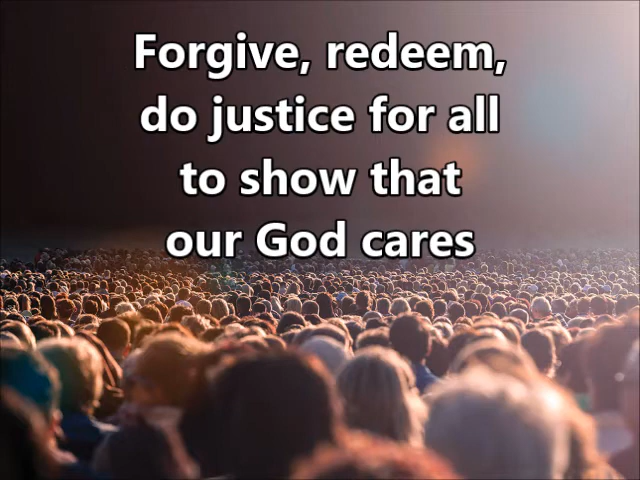 Forgive, redeem,
do justice for all
to show that
our God cares